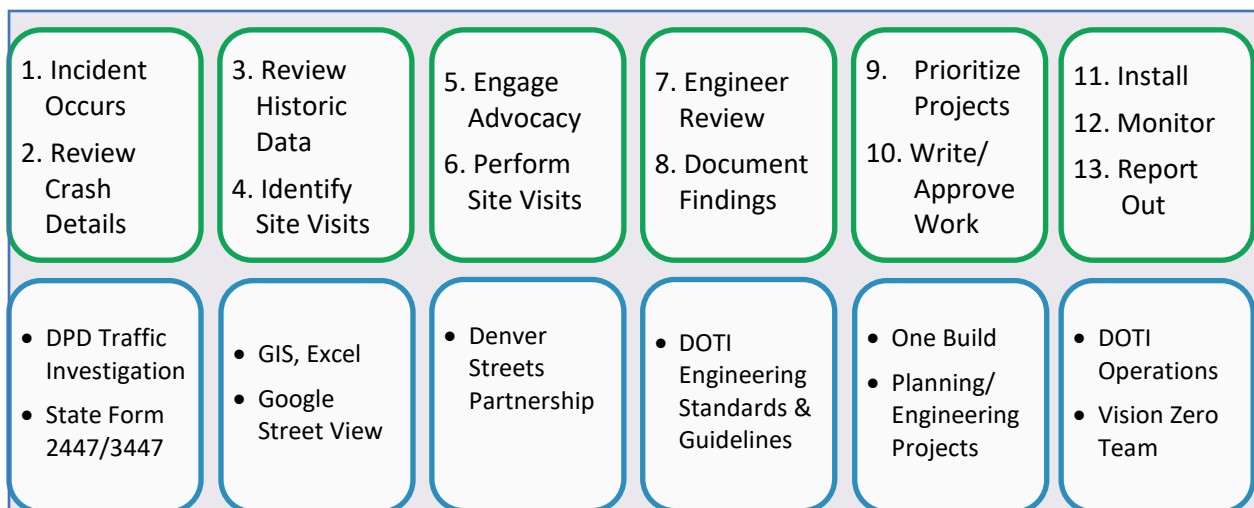 1. Incident
Occurs
2. Review
Crash
Details
3. Review
Historic
Data
4. Identify
Site Visits
5. Engage
Advocacy
6. Perform
Site Visits
7. Engineer
Review
8. Document
Findings
9. Prioritize
Projects
10. Write/
Approve
Work
11. Install
12. Monitor
13. Report
Out
• DPD Traffic
Investigation
• State Form
2447/3447
• GIS, Excel
• Google
Street View
• Denver
Streets
Partnership
• DOTI
Engineering
Standards &
Guidelines
• One Build
• Planning/
Engineering
Projects
• DOTI
Operations
• Vision Zero
Team